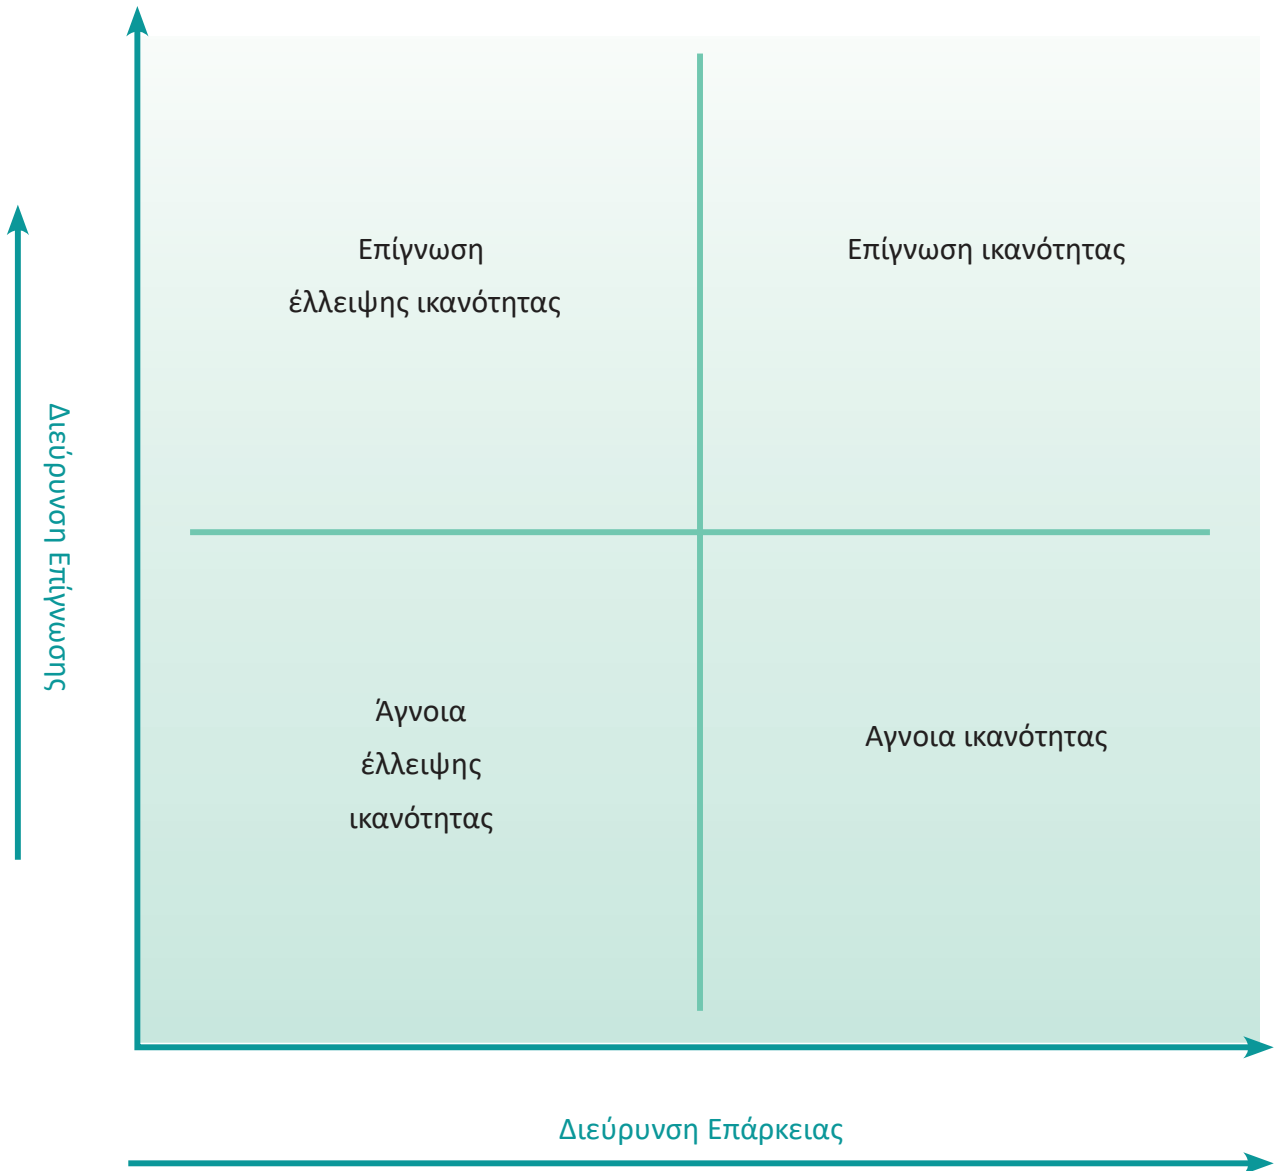 Επίγνωση
έλλειψης ικανότητας
Επίγνωση ικανότητας
Διεύρυνση Επίγνωσης
Άγνοια
έλλειψης
ικανότητας
Αγνοια ικανότητας
Διεύρυνση Επάρκειας